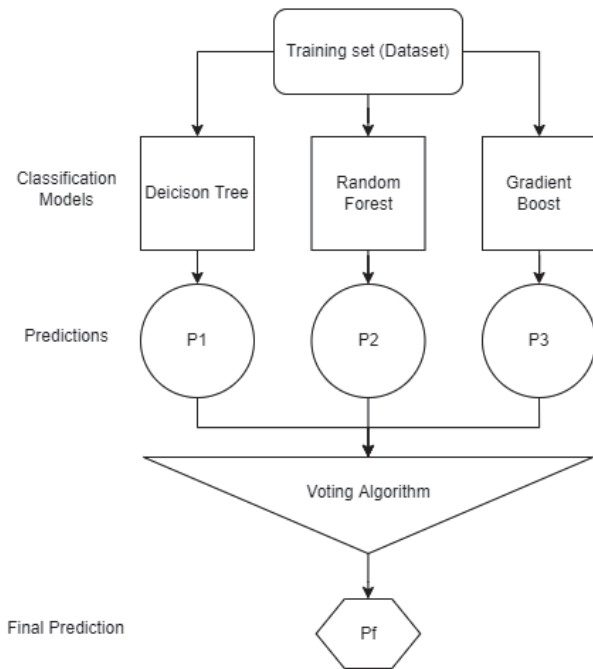 Training set (Dataset)
Classification
Models
Deicison Tree
Random
Forest
Gradient
Boost
Predictions
P1
P2
P3
Voting Algorithm
Final Prediction
Pf